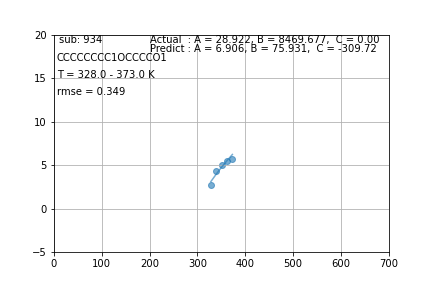 sub: 934
Actual : A = 28.922, B = 8469.677, C = 0.00
Predict : A = 6.906, B = 75.931, C = -309.72
CCCCCCCC1OCCCCO1
T = 328.0 - 373.0 K
rmse = 0.349
20
15
10
5
0
−5
0 100 200 300 400 500 600 700